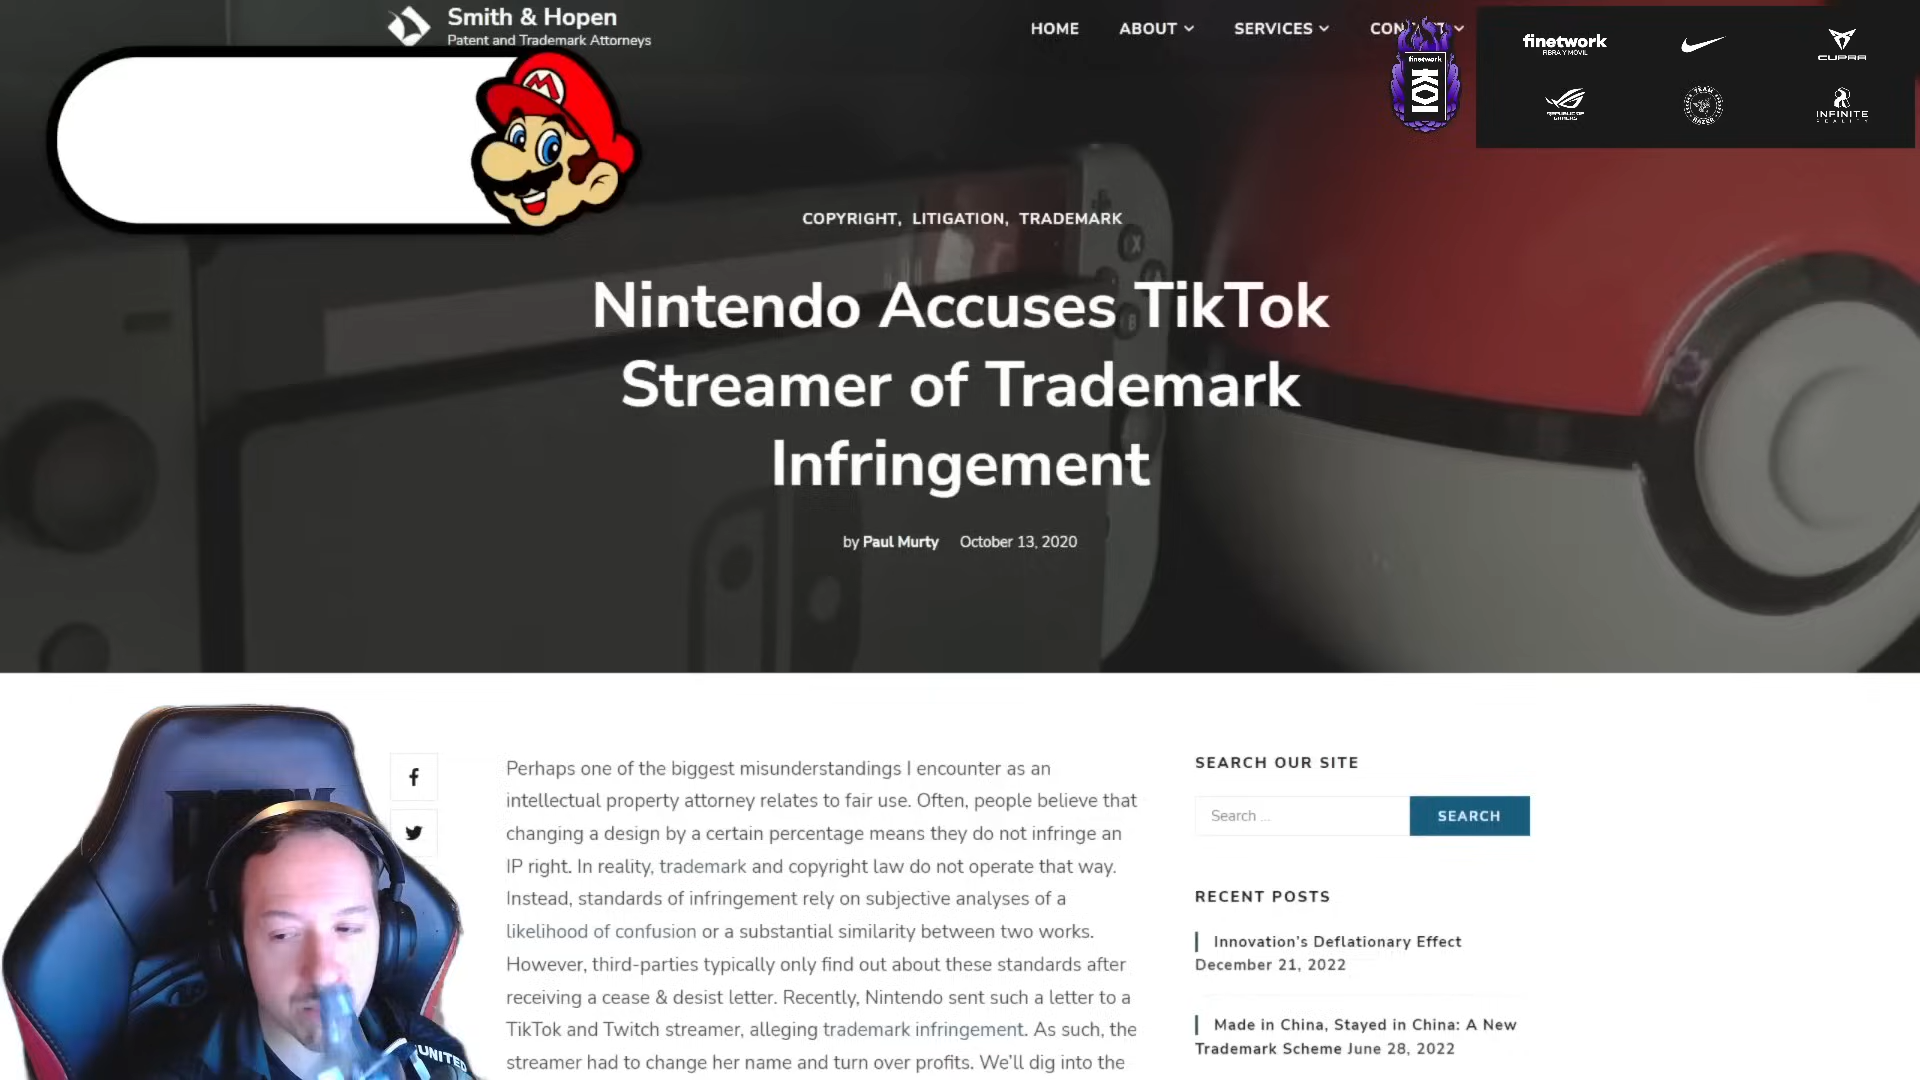 Smith & Hopen
Patent and Trademark Attorneys
HOME ABOUT SERVICES
finetwork
FIBRA Y MOVIL
CUPRA
finetwork
KOI
REPUBLIC OF
GAMERS
TEAM
RAZER
INFINITE
REALITY
M
COPYRIGHT, LITIGATION, TRADEMARK
X
B
Nintendo Accuses TikTok
Streamer of Trademark
Infringement
by Paul Murty October 13, 2020
Perhaps one of the biggest misunderstandings I encounter as an
intellectual property attorney relates to fair use. Often, people believe that
changing a design by a certain percentage means they do not infringe an
IP right. In reality, trademark and copyright law do not operate that way.
Instead, standards of infringement rely on subjective analyses of a
likelihood of confusion or a substantial similarity between two works.
However, third-parties typically only find out about these standards after
receiving a cease & desist letter. Recently, Nintendo sent such a letter to a
TikTok and Twitch streamer, alleging trademark infringement. As such, the
streamer had to change her name and turn over profits. We'll dig into the
SEARCH OUR SITE
Search ...
SEARCH
RECENT POSTS
Innovation's Deflationary Effect
December 21, 2022
Made in China, Stayed in China: A New
Trademark Scheme June 28, 2022
UNITED